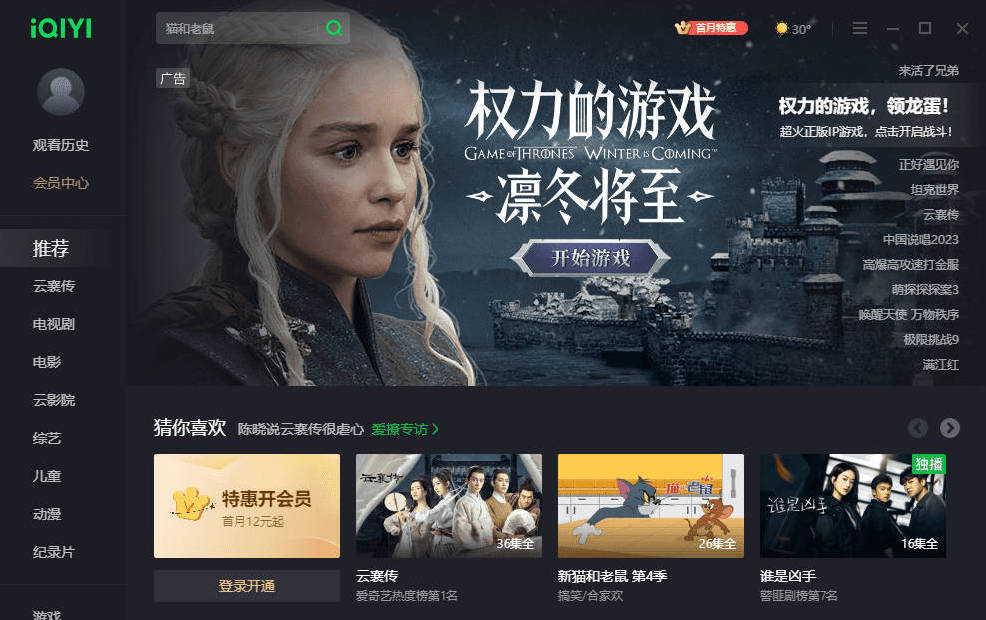 iQIYI
猫和老鼠
首月特惠
30°
观看历史
会员中心
推荐
云襄传
电视剧
电影
云影院
综艺
儿童
动漫
纪录片
游戏
广告
权力的游戏
GAME OF THRONES WINTER IS COMING™
凛冬将至
开始游戏
来活了兄弟
权力的游戏，领龙蛋！
超火正版IP游戏，点击开启战斗！
正好遇见你
坦克世界
云襄传
中国说唱2023
高爆高攻速打金服
萌探探探案3
唤醒天使 万物秩序
极限挑战9
满江红
猜你喜欢 陈晓说云襄传很虐心 爱撩专访
特惠开会员
首月12元起
登录开通
云襄传
36集全
云襄传
爱奇艺热度榜第1名
猫和老鼠
26集全
新猫和老鼠 第4季
搞笑/合家欢
独播
谁是凶手
16集全
谁是凶手
警匪剧榜第7名